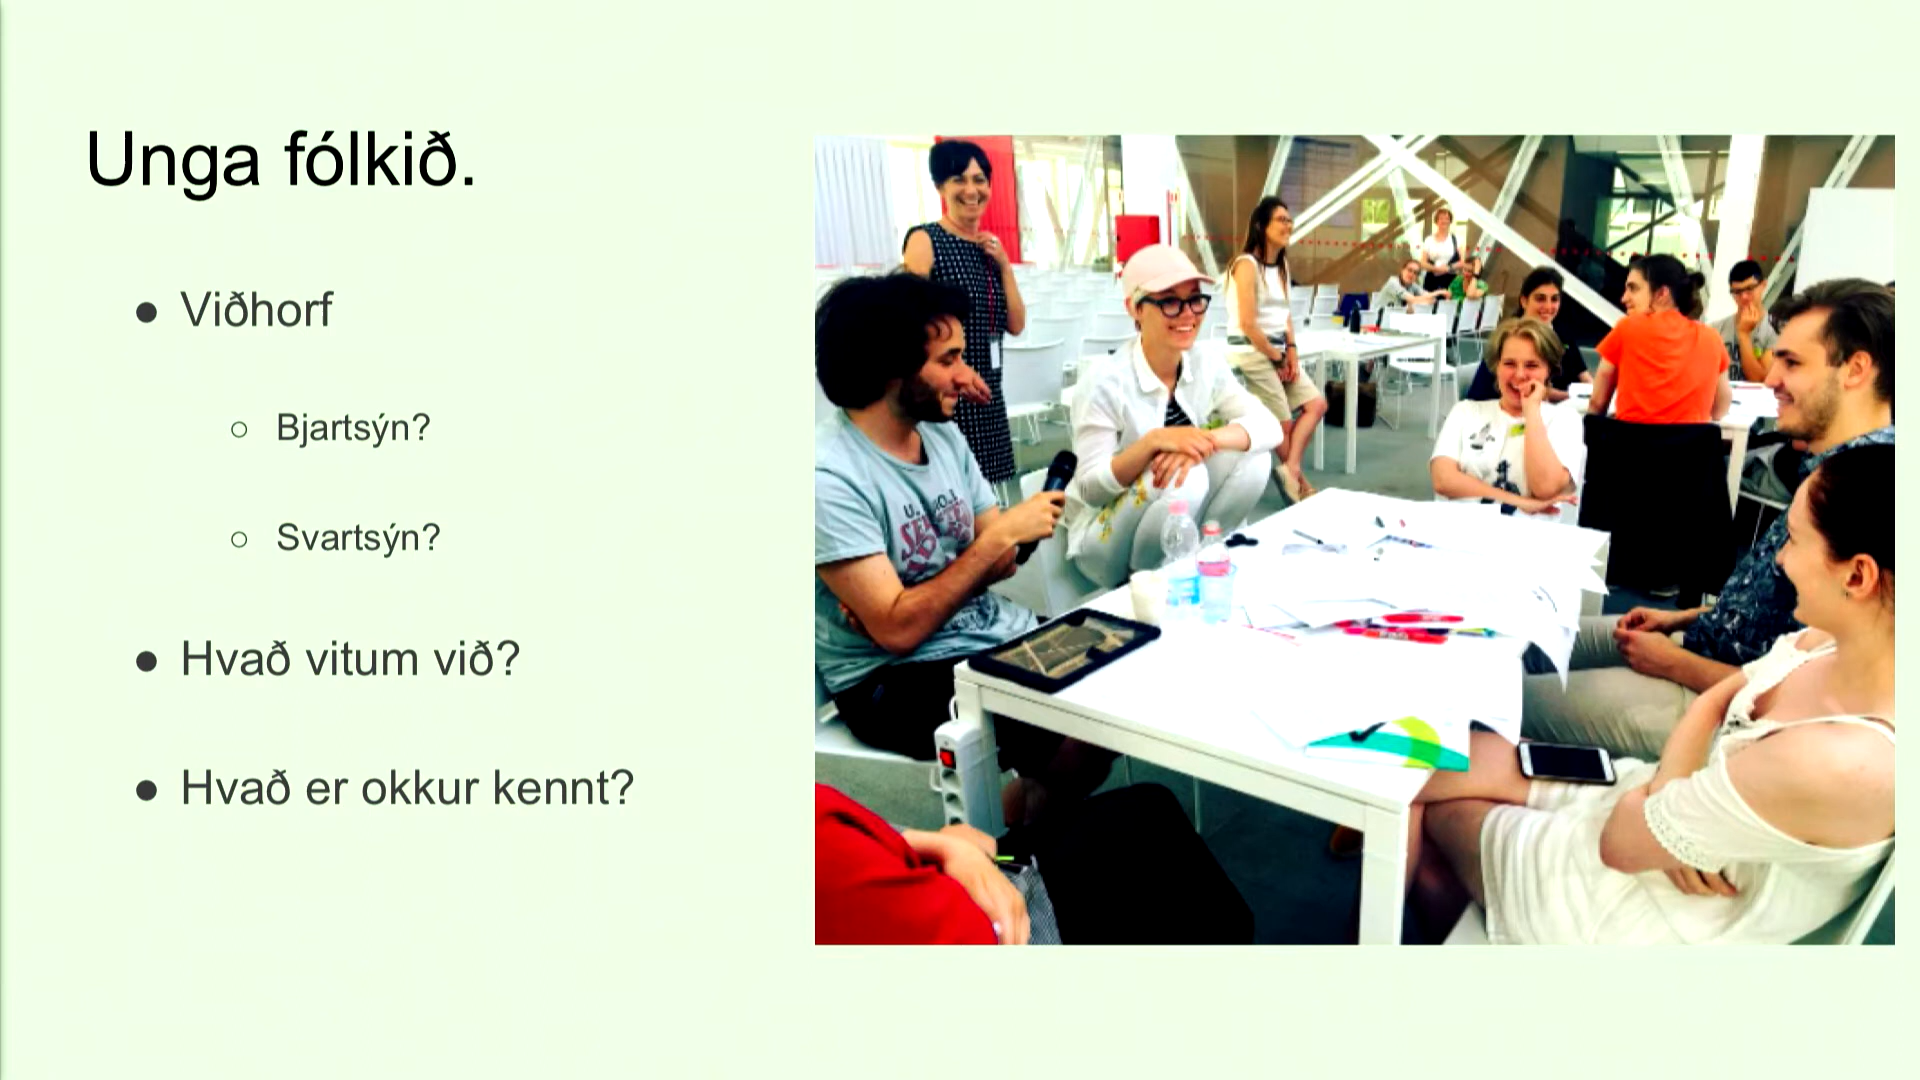 Unga fólkið.
● Viðhorf
○ Bjartsýn?
○ Svartsýn?
● Hvað vitum við?
● Hvað er okkur kennt?